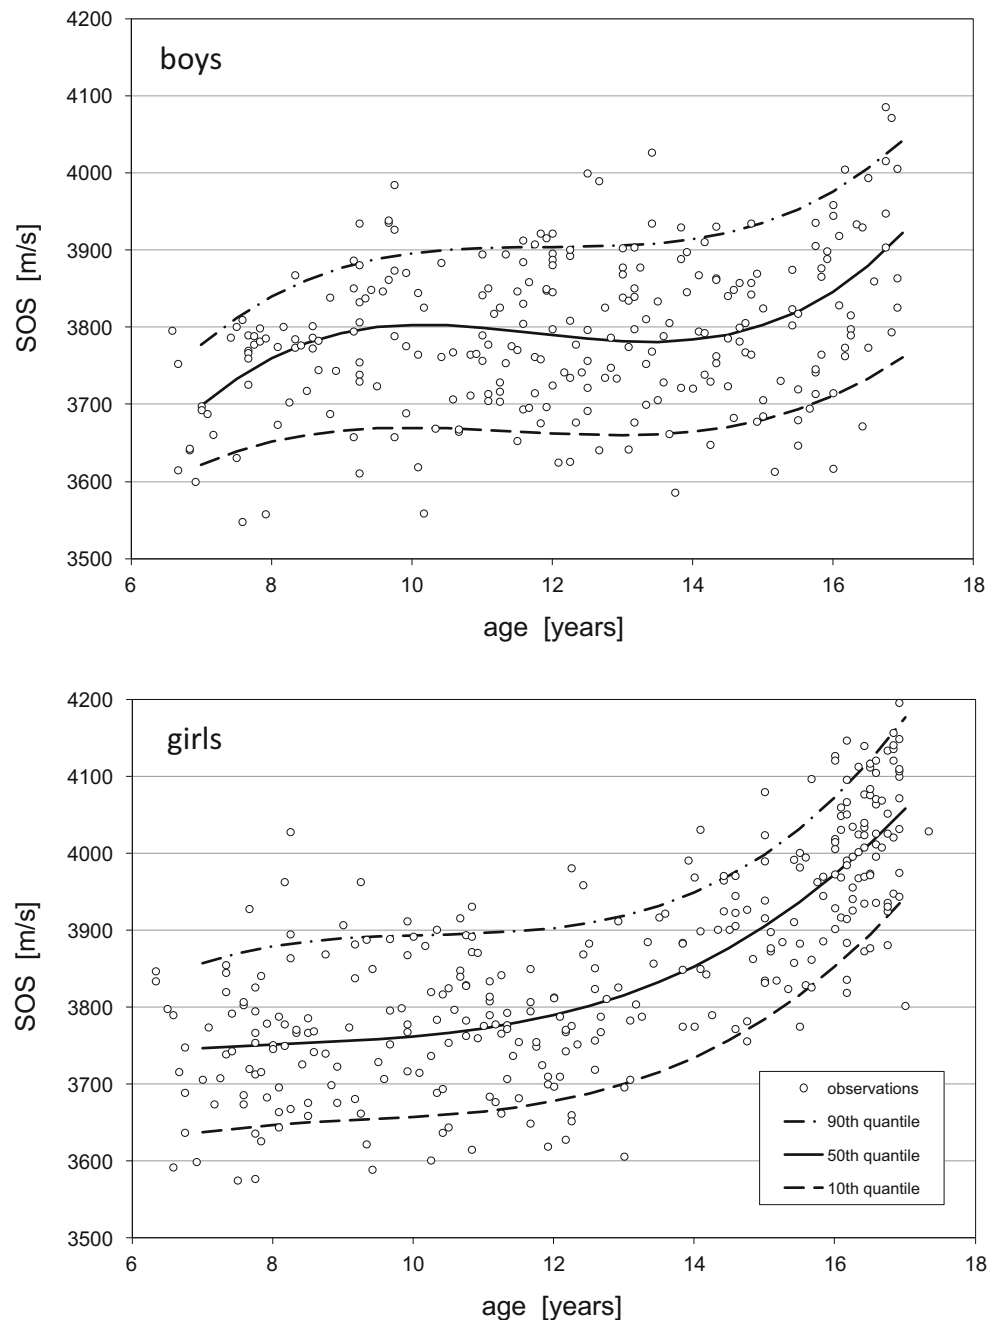 boys
SOS [m/s]
4200
4100
4000
3900
3800
3700
3600
3500
6 8 10 12 14 16 18
age [years]
girls
SOS [m/s]
4200
4100
4000
3900
3800
3700
3600
3500
observations
90th quantile
50th quantile
10th quantile
6 8 10 12 14 16 18
age [years]